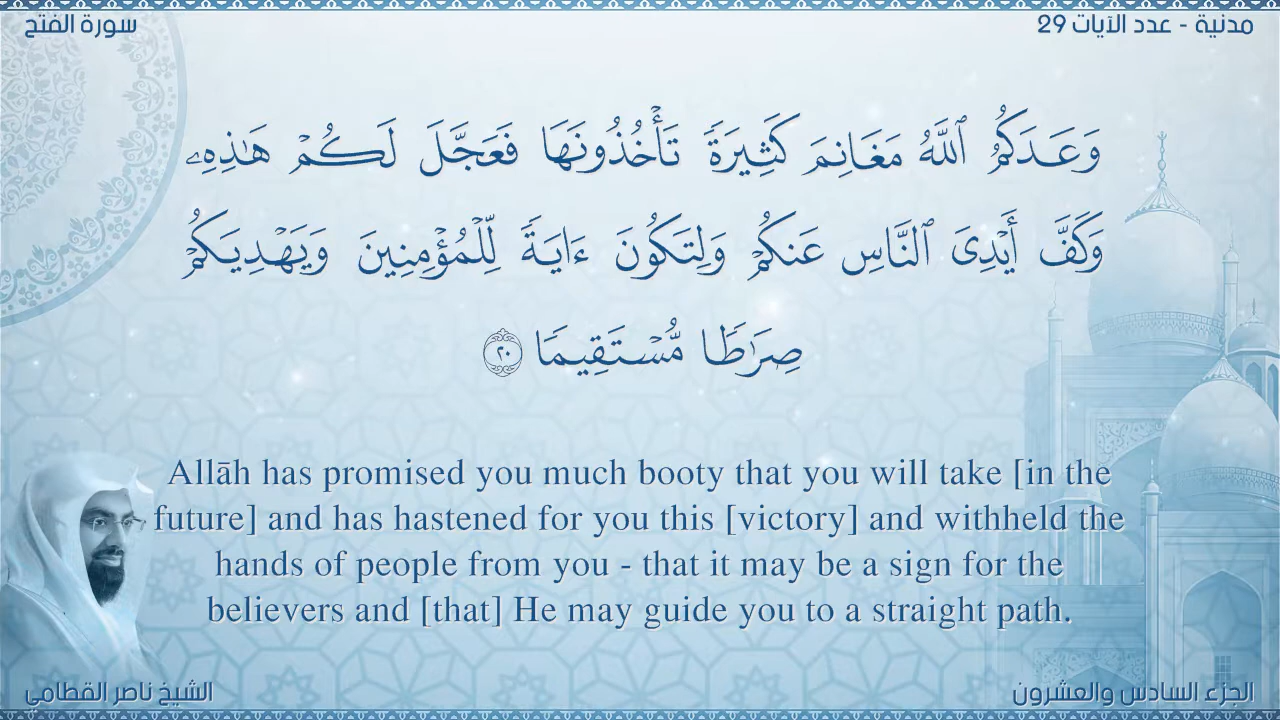 سورة الفتح
مدنية - عدد الآيات 29
وَعَدَكُمُ ٱللَّهُ مَغَانِمَ كَثِيرَةٗ تَأۡخُذُونَهَا فَعَجَّلَ لَكُمۡ هَٰذِهِۦ
وَكَفَّ أَيۡدِيَ ٱلنَّاسِ عَنكُمۡ وَلِتَكُونَ ءَايَةٗ لِّلۡمُؤۡمِنِينَ وَيَهۡدِيَكُمۡ
صِرَٰطٗا مُّسۡتَقِيمٗا ٢٠
Allāh has promised you much booty that you will take [in the
future] and has hastened for you this [victory] and withheld the
hands of people from you - that it may be a sign for the
believers and [that] He may guide you to a straight path.
الشيخ ناصر القطامي
الجزء السادس والعشرون